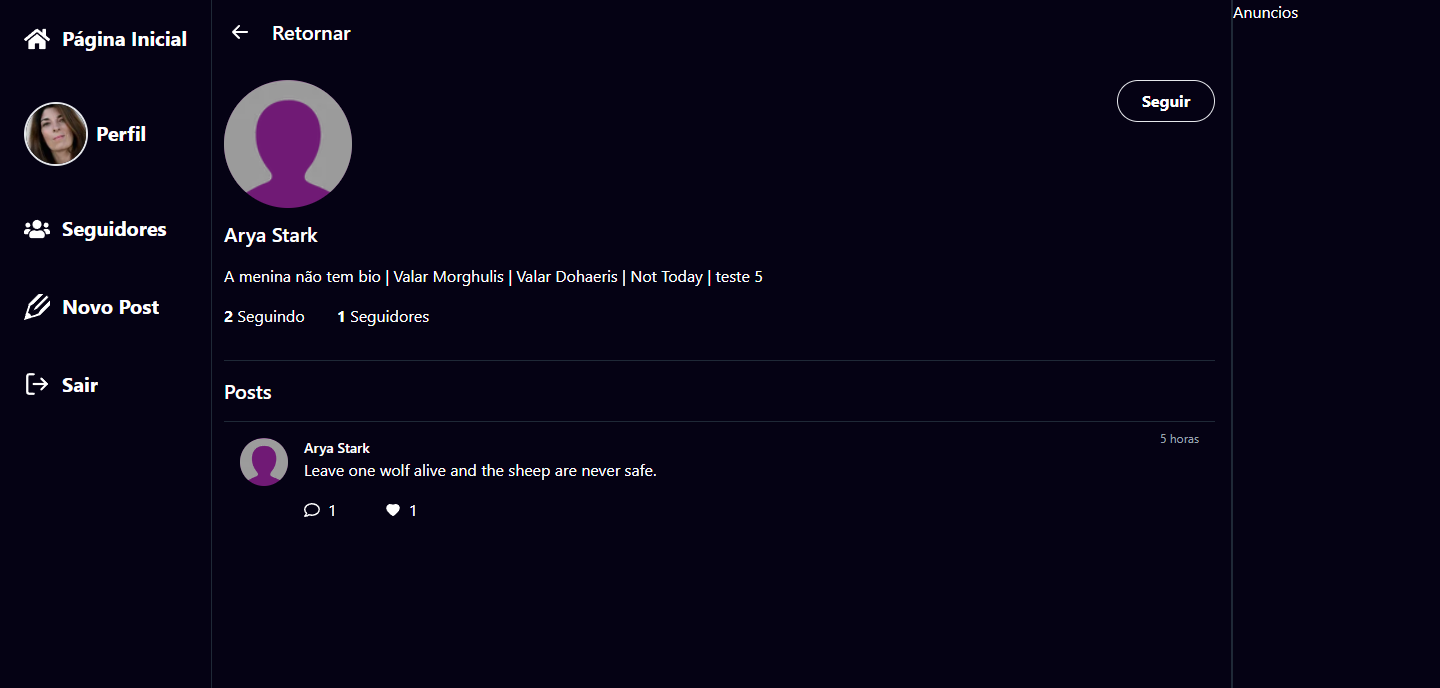 Página Inicial
Perfil
Seguidores
Novo Post
Sair
Retornar
Seguir
Arya Stark
A menina não tem bio | Valar Morghulis | Valar Dohaeris | Not Today | teste 5
2 Seguindo 1 Seguidores
Posts
Arya Stark 5 horas
Leave one wolf alive and the sheep are never safe.
1 1
Anuncios